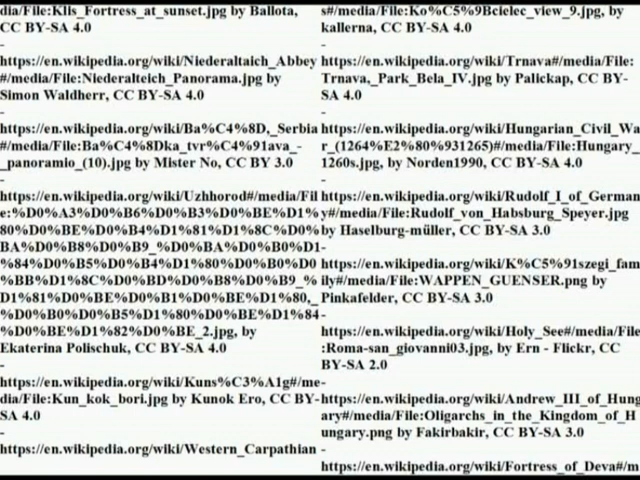 dia/File:Klis_Fortress_at_sunset.jpg by Ballota,
CC BY-SA 4.0
-
https://en.wikipedia.org/wiki/Niederaltaich_Abbey
#/media/File:Niederalteich_Panorama.jpg by
Simon Waldherr, CC BY-SA 4.0
-
https://en.wikipedia.org/wiki/Ba%C4%8D,_Serbia
#/media/File:Ba%C4%8Dka_tvr%C4%91ava_-
_panoramio_(10).jpg by Mister No, CC BY 3.0
-
https://en.wikipedia.org/wiki/Uzhhorod#/media/Fil
e:%D0%A3%D0%B6%D0%B3%D0%BE%D1%
80%D0%BE%D0%B4%D1%81%D1%8C%D0%
BA%D0%B8%D0%B9_%D0%BA%D0%B0%D1
%84%D0%B5%D0%B4%D1%80%D0%B0%D0
%BB%D1%8C%D0%BD%D0%B8%D0%B9_%
D1%81%D0%BE%D0%B1%D0%BE%D1%80,_
%D0%B0%D0%B5%D1%80%D0%BE%D1%84
%D0%BE%D1%82%D0%BE_2.jpg, by
Ekaterina Polischuk, CC BY-SA 4.0
-
https://en.wikipedia.org/wiki/Kuns%C3%A1g#/me
dia/File:Kun_kok_bori.jpg by Kunok Ero, CC BY-
SA 4.0
-
https://en.wikipedia.org/wiki/Western_Carpathian
s#/media/File:Ko%C5%9Bcielec_view_9.jpg, by
kallerna, CC BY-SA 4.0
-
https://en.wikipedia.org/wiki/Trnava#/media/File:
Trnava,_Park_Bela_IV.jpg by Palickap, CC BY-
SA 4.0
-
https://en.wikipedia.org/wiki/Hungarian_Civil_Wa
r_(1264%E2%80%931265)#/media/File:Hungary_
1260s.jpg, by Norden1990, CC BY-SA 4.0
-
https://en.wikipedia.org/wiki/Rudolf_I_of_German
y#/media/File:Rudolf_von_Habsburg_Speyer.jpg
by Haselburg-müller, CC BY-SA 3.0
-
https://en.wikipedia.org/wiki/K%C5%91szegi_fam
ily#/media/File:WAPPEN_GUENSER.png by
Pinkafelder, CC BY-SA 3.0
-
https://en.wikipedia.org/wiki/Holy_See#/media/File
:Roma-san_giovanni03.jpg, by Ern - Flickr, CC
BY-SA 2.0
-
https://en.wikipedia.org/wiki/Andrew_III_of_Hung
ary#/media/File:Oligarchs_in_the_Kingdom_of_H
ungary.png by Fakirbakir, CC BY-SA 3.0
-
https://en.wikipedia.org/wiki/Fortress_of_Deva#/m